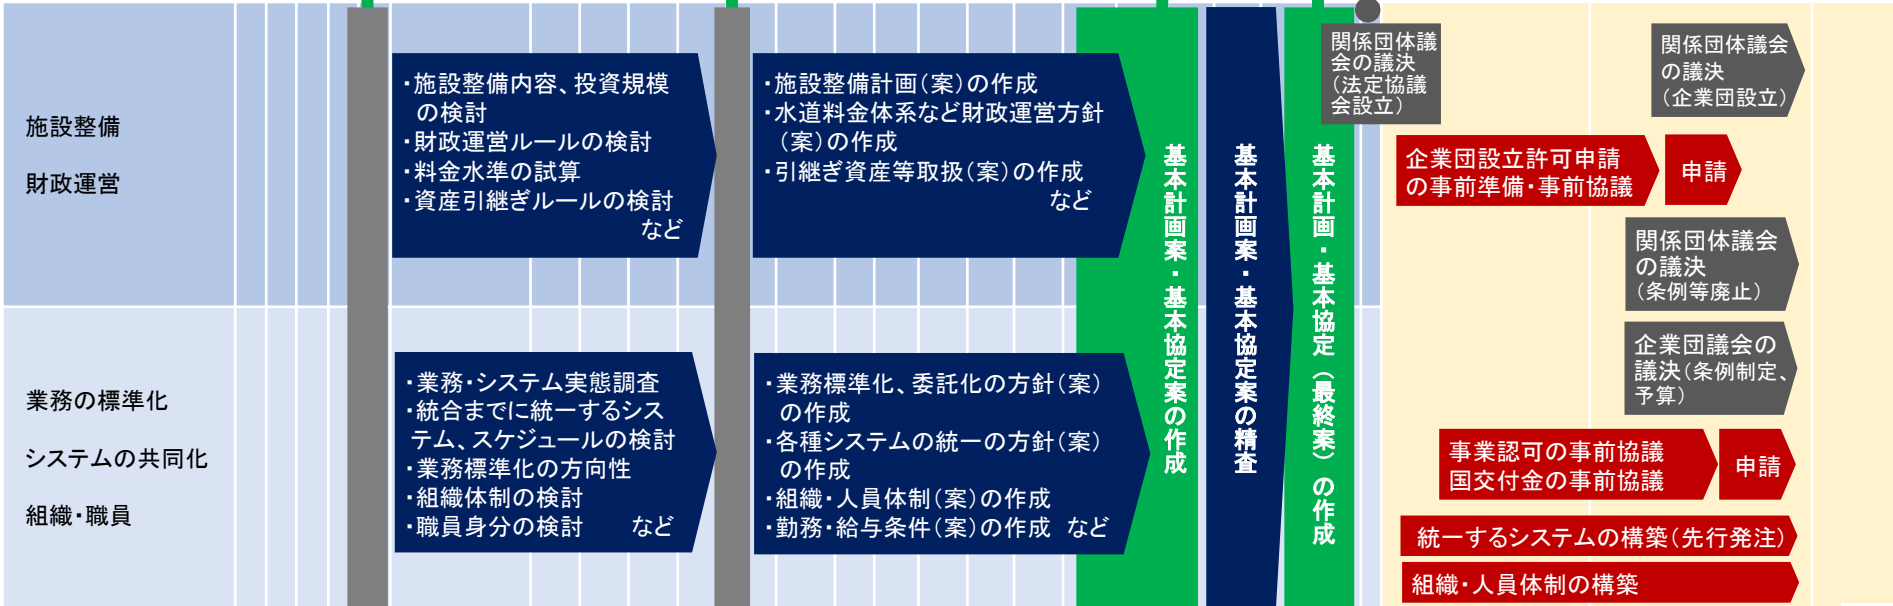 施設整備
財政運営
・施設整備内容、投資規模
の検討
・財政運営ルールの検討
・料金水準の試算
・資産引継ぎルールの検討
など
・施設整備計画(案)の作成
・水道料金体系など財政運営方針
(案)の作成
・引継ぎ資産等取扱(案)の作成
など
業務の標準化
システムの共同化
組織・職員
・業務・システム実態調査
・統合までに統一するシス
テム、スケジュールの検討
・業務標準化の方向性
・組織体制の検討
・職員身分の検討 など
・業務標準化、委託化の方針(案)
の作成
・各種システムの統一の方針(案)
の作成
・組織・人員体制(案)の作成
・勤務・給与条件(案)の作成 など
基本計画案・基本協定案の作成
基本計画案・基本協定案の精査
基本計画・基本協定(最終案)の作成
関係団体議
会の議決
(法定協議
会設立)
関係団体議会
の議決
(企業団設立)
企業団設立許可申請
の事前準備・事前協議
申請
関係団体議会
の議決
(条例等廃止)
企業団議会の
議決(条例制定、
予算)
事業認可の事前協議
国交付金の事前協議
申請
統一するシステムの構築(先行発注)
組織・人員体制の構築